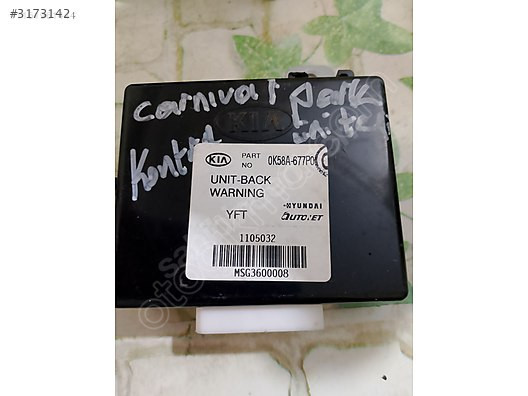 #3173142
carnival park
KIA
Kontrol unite
KIA PART NO 0K58A-677P0
UNIT-BACK
WARNING
YFT
HYUNDAI
AUTONET
1105032
MSG3600008